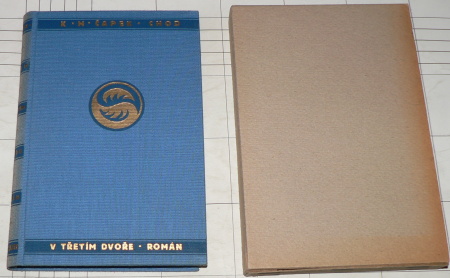 K · M · ČAPEK · CHOD
V TŘETÍM DVOŘE · ROMÁN